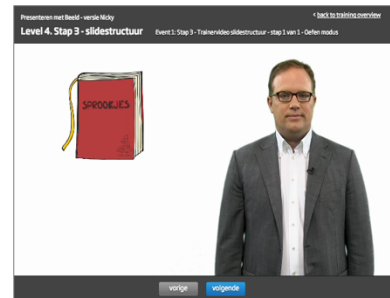 Presenteren met Beeld - versie Nicky
< back to training overview
Level 4. Stap 3 - slidestructuur
Event 1: Stap 3 - Trainervideo slidestructuur - stap 1 van 1 - Oefen modus
SPROOKJES
vorige
volgende